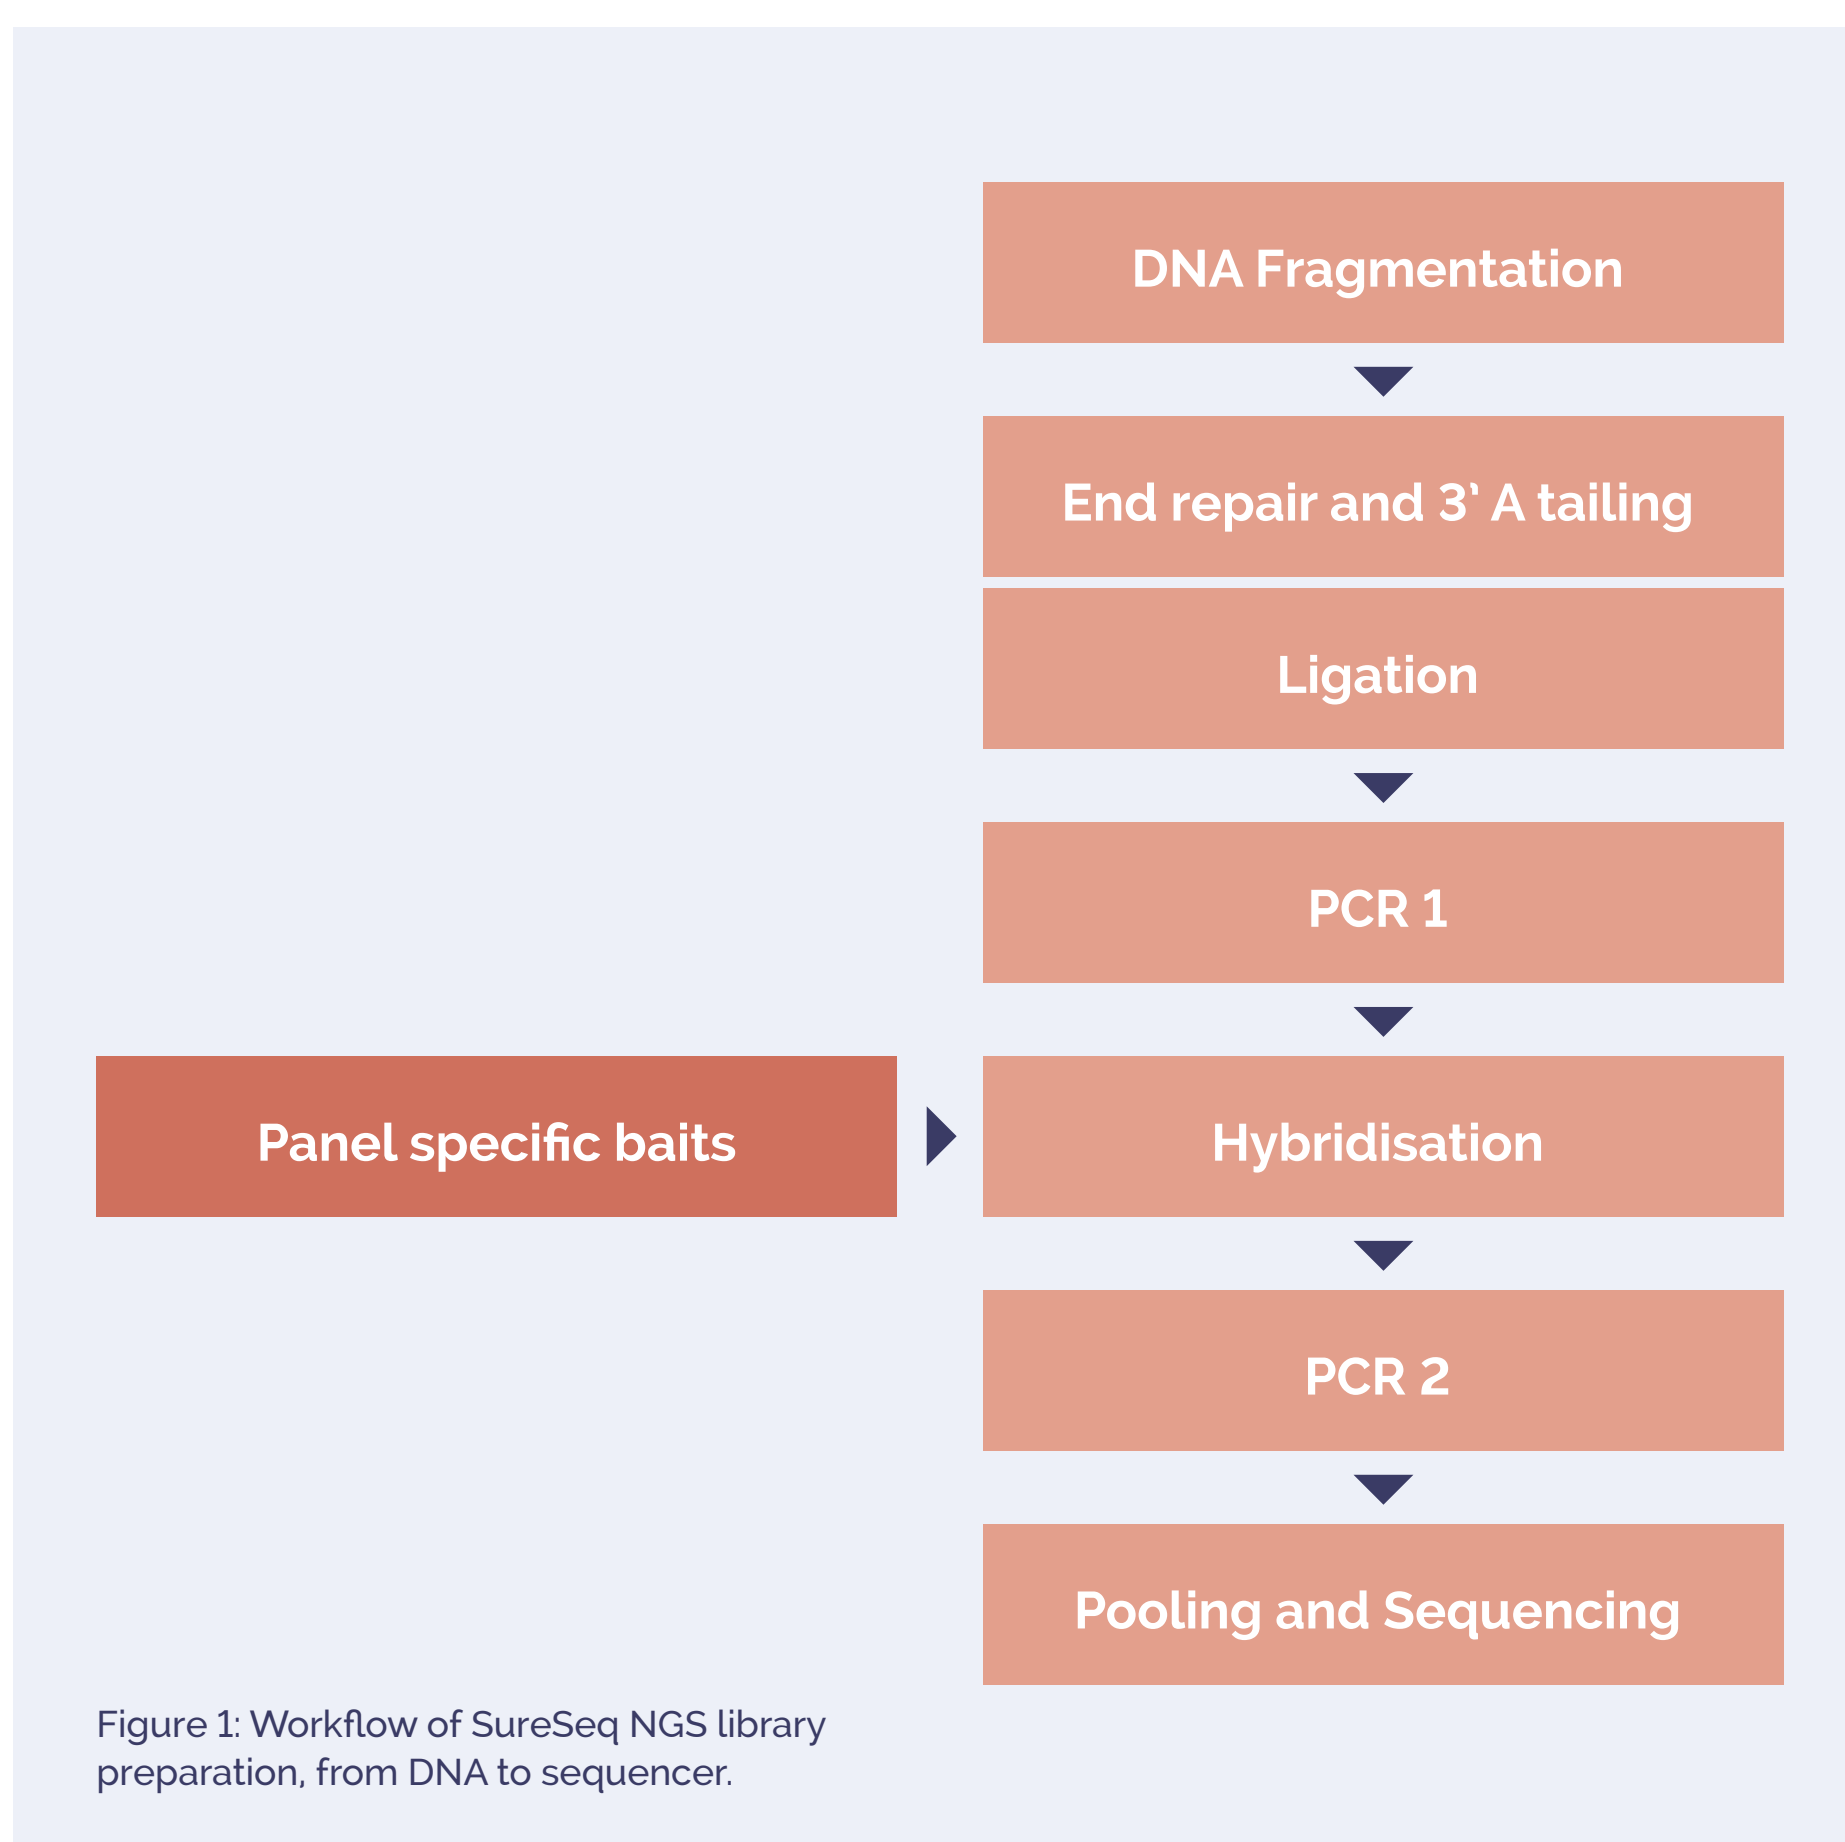 DNA Fragmentation
End repair and 3’ A tailing
Ligation
PCR 1
Panel specific baits
Hybridisation
PCR 2
Pooling and Sequencing
Figure 1: Workflow of SureSeq NGS library
preparation, from DNA to sequencer.